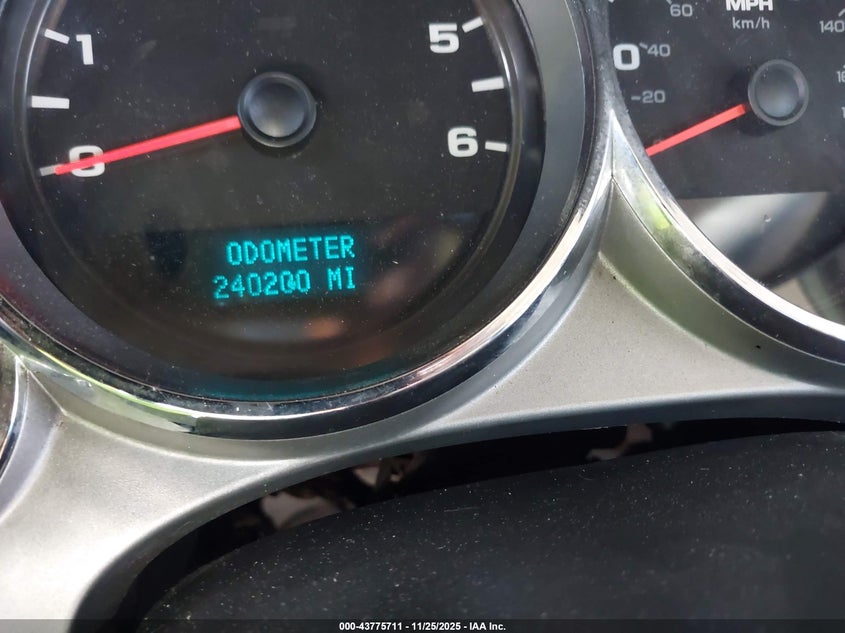 60 MPH 140
1 5 km/h
0 40
20
0 6
ODOMETER
240200 MI
000-43775711 - 11/25/2025 - IAA Inc.